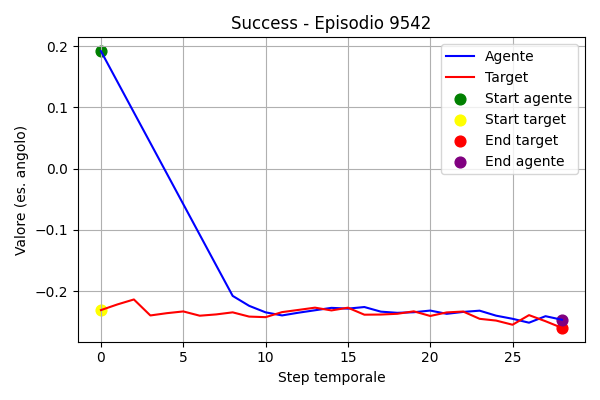 Success - Episodio 9542
Valore (es. angolo)
0.2
0.1
0.0
−0.1
−0.2
Agente
Target
Start agente
Start target
End target
End agente
0 5 10 15 20 25
Step temporale